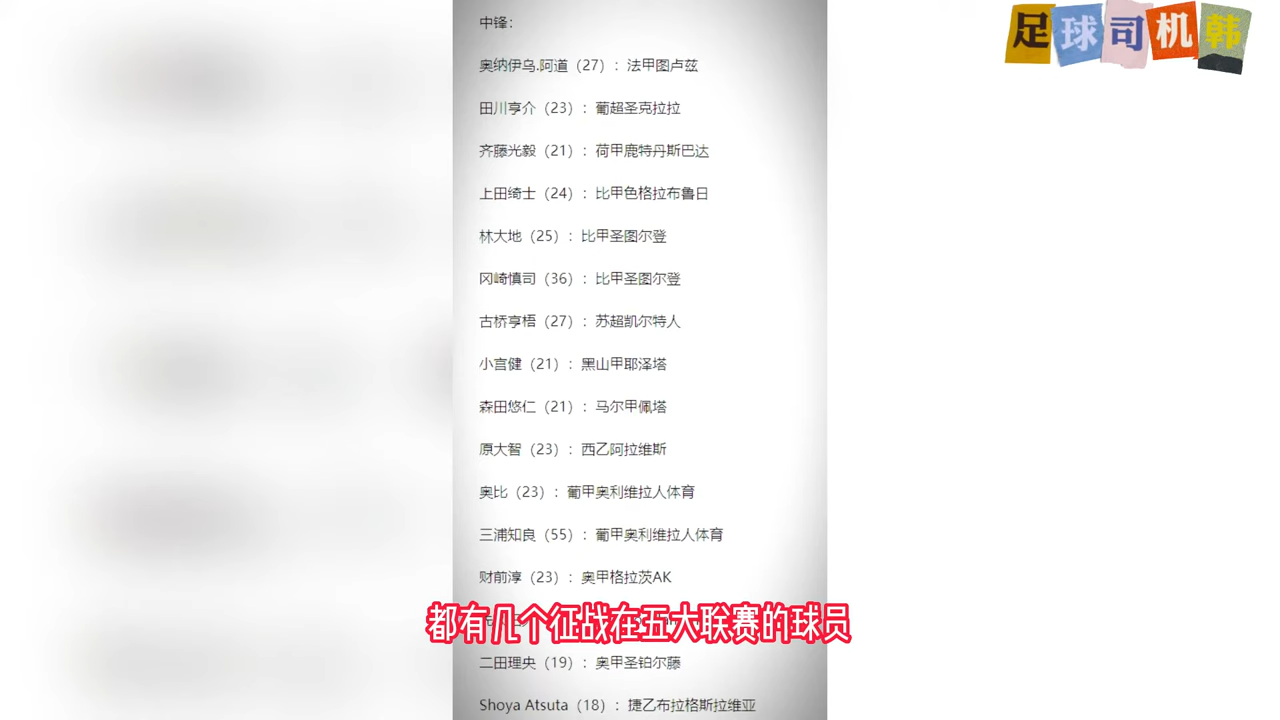 中锋：
足球司机韩
奥纳伊乌.阿道（27）：法甲图卢兹
田川亨介（23）：葡超圣克拉拉
齐藤光毅（21）：荷甲鹿特丹斯巴达
上田绮士（24）：比甲色格拉布鲁日
林大地（25）：比甲圣图尔登
冈崎慎司（36）：比甲圣图尔登
古桥亨梧（27）：苏超凯尔特人
小宫健（21）：黑山甲耶泽塔
森田悠仁（21）：马尔甲佩塔
原大智（23）：西乙阿拉维斯
奥比（23）：葡甲奥利维拉人体育
三浦知良（55）：葡甲奥利维拉人体育
财前淳（23）：奥甲格拉茨AK
都有几个征战在五大联赛的球员
二田理央（19）：奥甲圣铂尔藤
Shoya Atsuta（18）：捷乙布拉格斯拉维亚